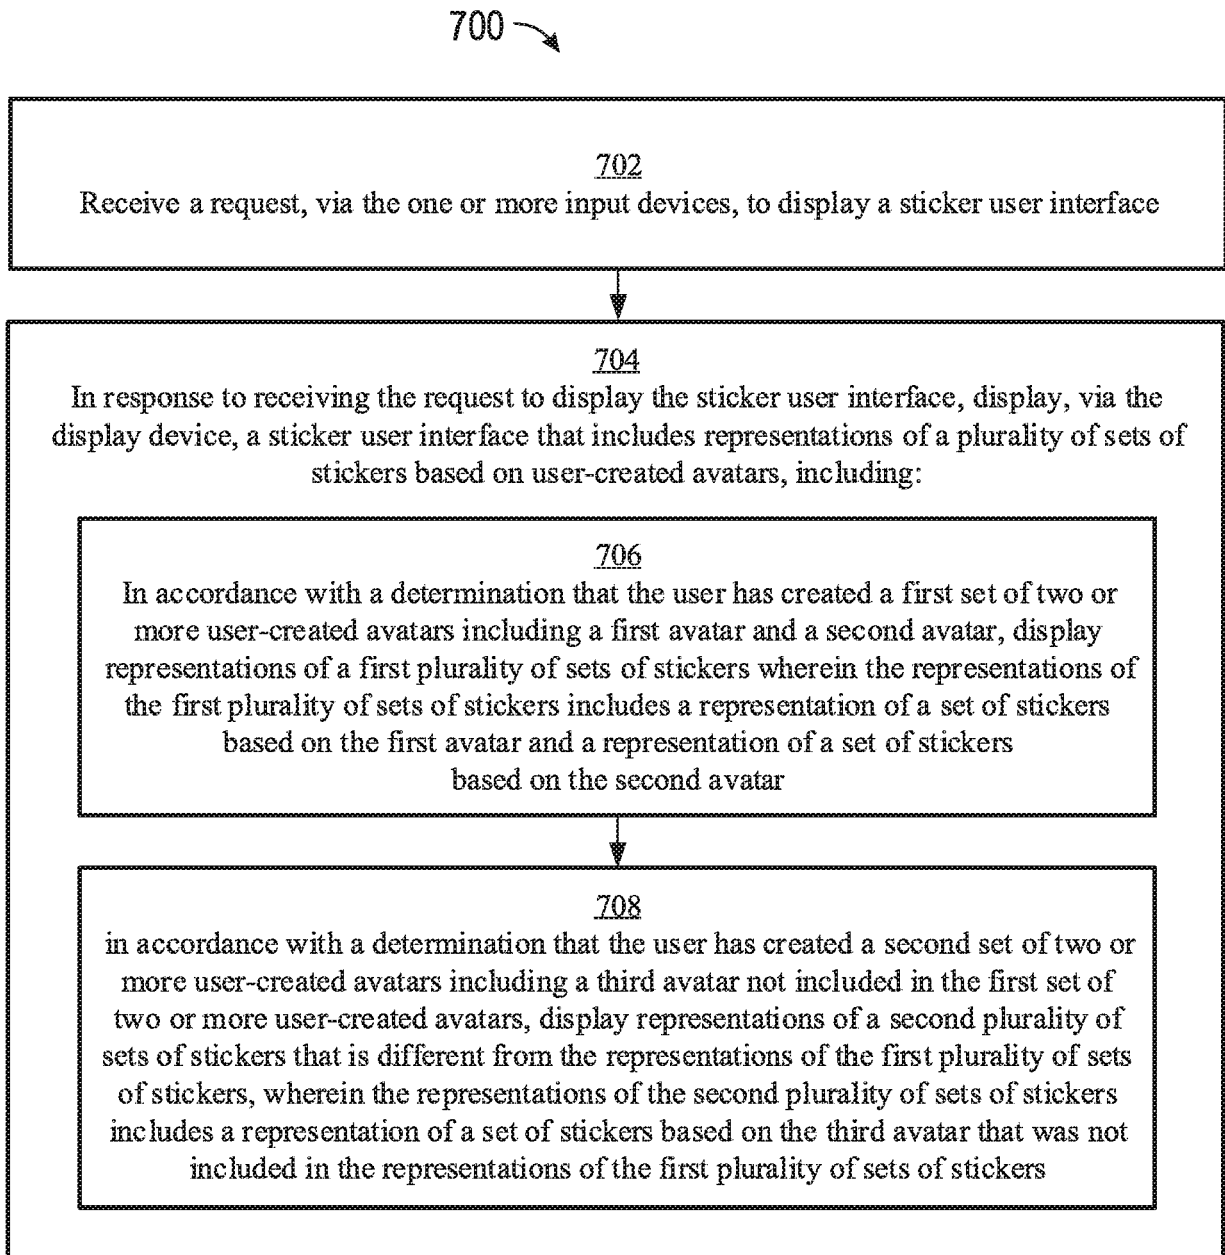 700
702
Receive a request, via the one or more input devices, to display a sticker user interface
704
In response to receiving the request to display the sticker user interface, display, via the
display device, a sticker user interface that includes representations of a plurality of sets of
stickers based on user-created avatars, including:
706
In accordance with a determination that the user has created a first set of two or
more user-created avatars including a first avatar and a second avatar, display
representations of a first plurality of sets of stickers wherein the representations of
the first plurality of sets of stickers includes a representation of a set of stickers
based on the first avatar and a representation of a set of stickers
based on the second avatar
708
in accordance with a determination that the user has created a second set of two or
more user-created avatars including a third avatar not included in the first set of
two or more user-created avatars, display representations of a second plurality of
sets of stickers that is different from the representations of the first plurality of sets
of stickers, wherein the representations of the second plurality of sets of stickers
includes a representation of a set of stickers based on the third avatar that was not
included in the representations of the first plurality of sets of stickers